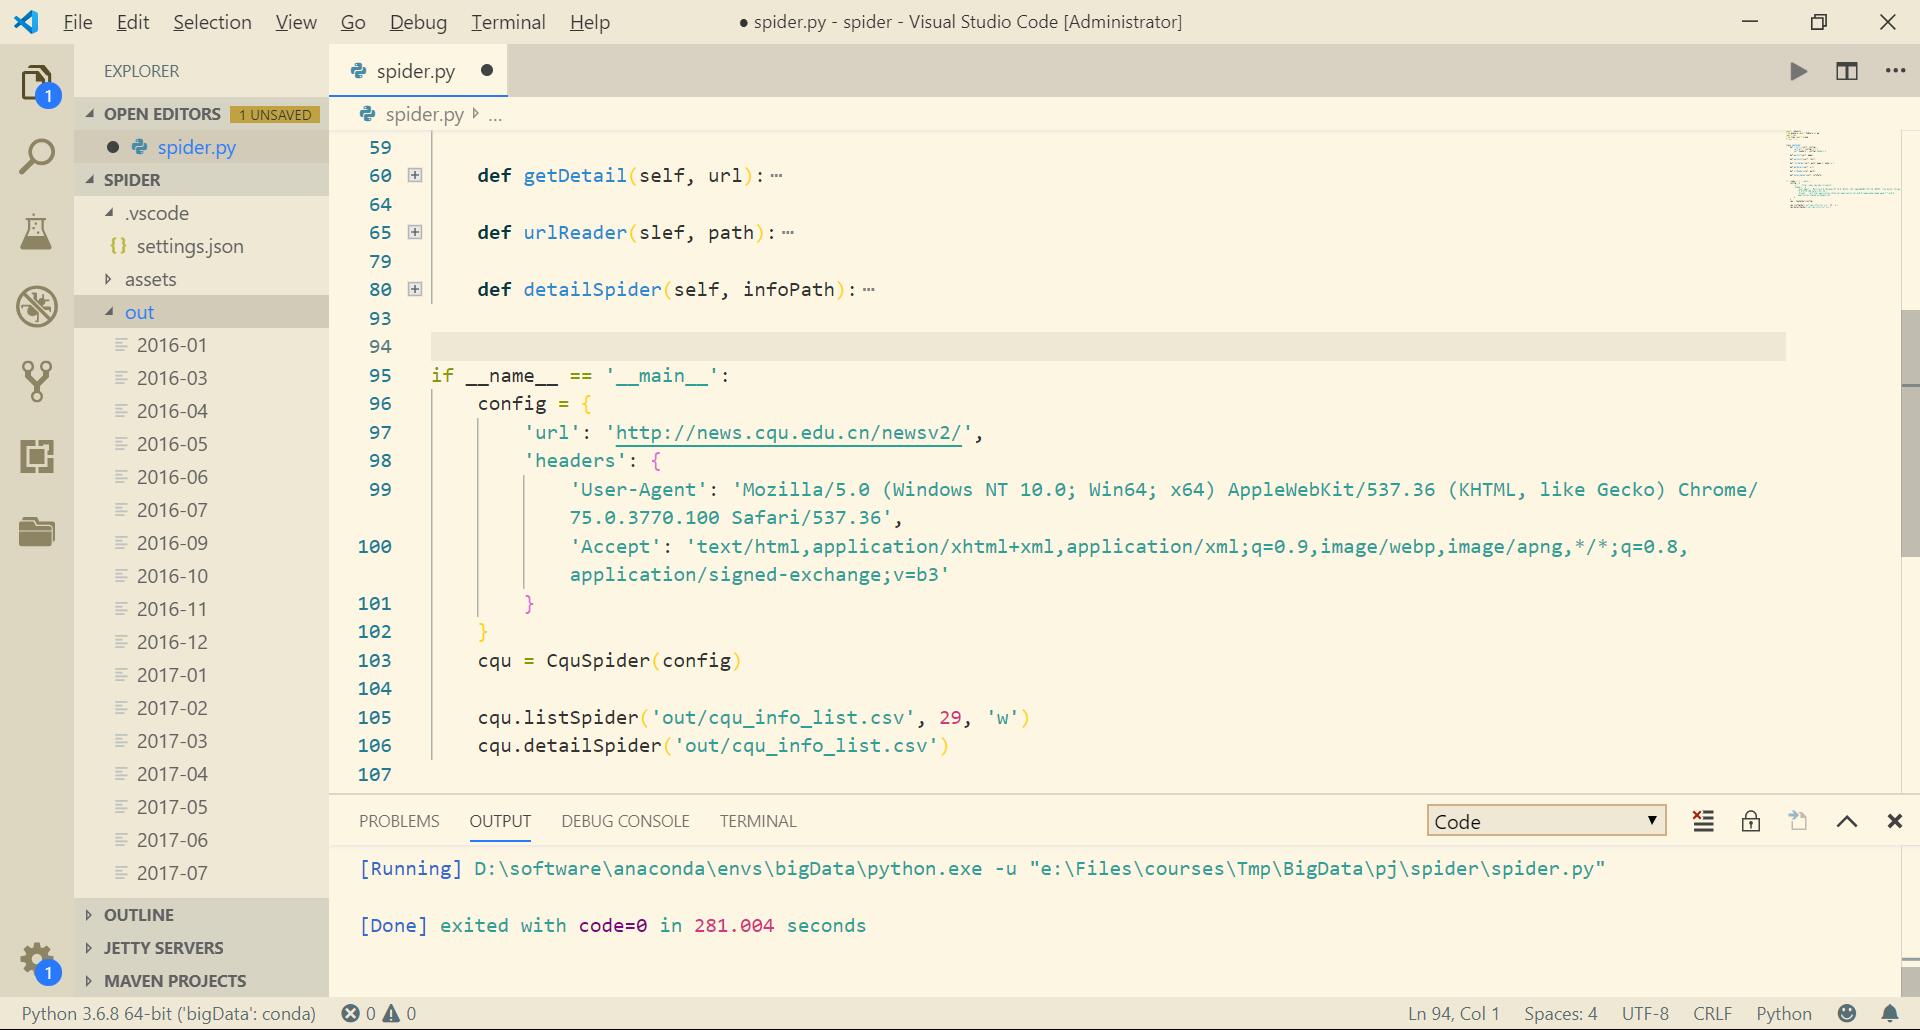 File Edit Selection View Go Debug Terminal Help
● spider.py - spider - Visual Studio Code [Administrator]
EXPLORER
OPEN EDITORS 1 UNSAVED
spider.py
SPIDER
.vscode
{} settings.json
assets
out
2016-01
2016-03
2016-04
2016-05
2016-06
2016-07
2016-09
2016-10
2016-11
2016-12
2017-01
2017-02
2017-03
2017-04
2017-05
2017-06
2017-07
OUTLINE
JETTY SERVERS
MAVEN PROJECTS
1
1
spider.py
spider.py ...
59
60 def getDetail(self, url):…
64
65 def urlReader(slef, path):…
79
80 def detailSpider(self, infoPath):…
93
94
95 if __name__ == '__main__':
96 config = {
97 'url': 'http://news.cqu.edu.cn/newsv2/',
98 'headers': {
99 'User-Agent': 'Mozilla/5.0 (Windows NT 10.0; Win64; x64) AppleWebKit/537.36 (KHTML, like Gecko) Chrome/
75.0.3770.100 Safari/537.36',
100 'Accept': 'text/html,application/xhtml+xml,application/xml;q=0.9,image/webp,image/apng,*/*;q=0.8,
application/signed-exchange;v=b3'
101 }
102 }
103 cqu = CquSpider(config)
104
105 cqu.listSpider('out/cqu_info_list.csv', 29, 'w')
106 cqu.detailSpider('out/cqu_info_list.csv')
107
PROBLEMS OUTPUT DEBUG CONSOLE TERMINAL Code
[Running] D:\software\anaconda\envs\bigData\python.exe -u "e:\Files\courses\Tmp\BigData\pj\spider\spider.py"
[Done] exited with code=0 in 281.004 seconds
Python 3.6.8 64-bit ('bigData': conda) 0 0 Ln 94, Col 1 Spaces: 4 UTF-8 CRLF Python